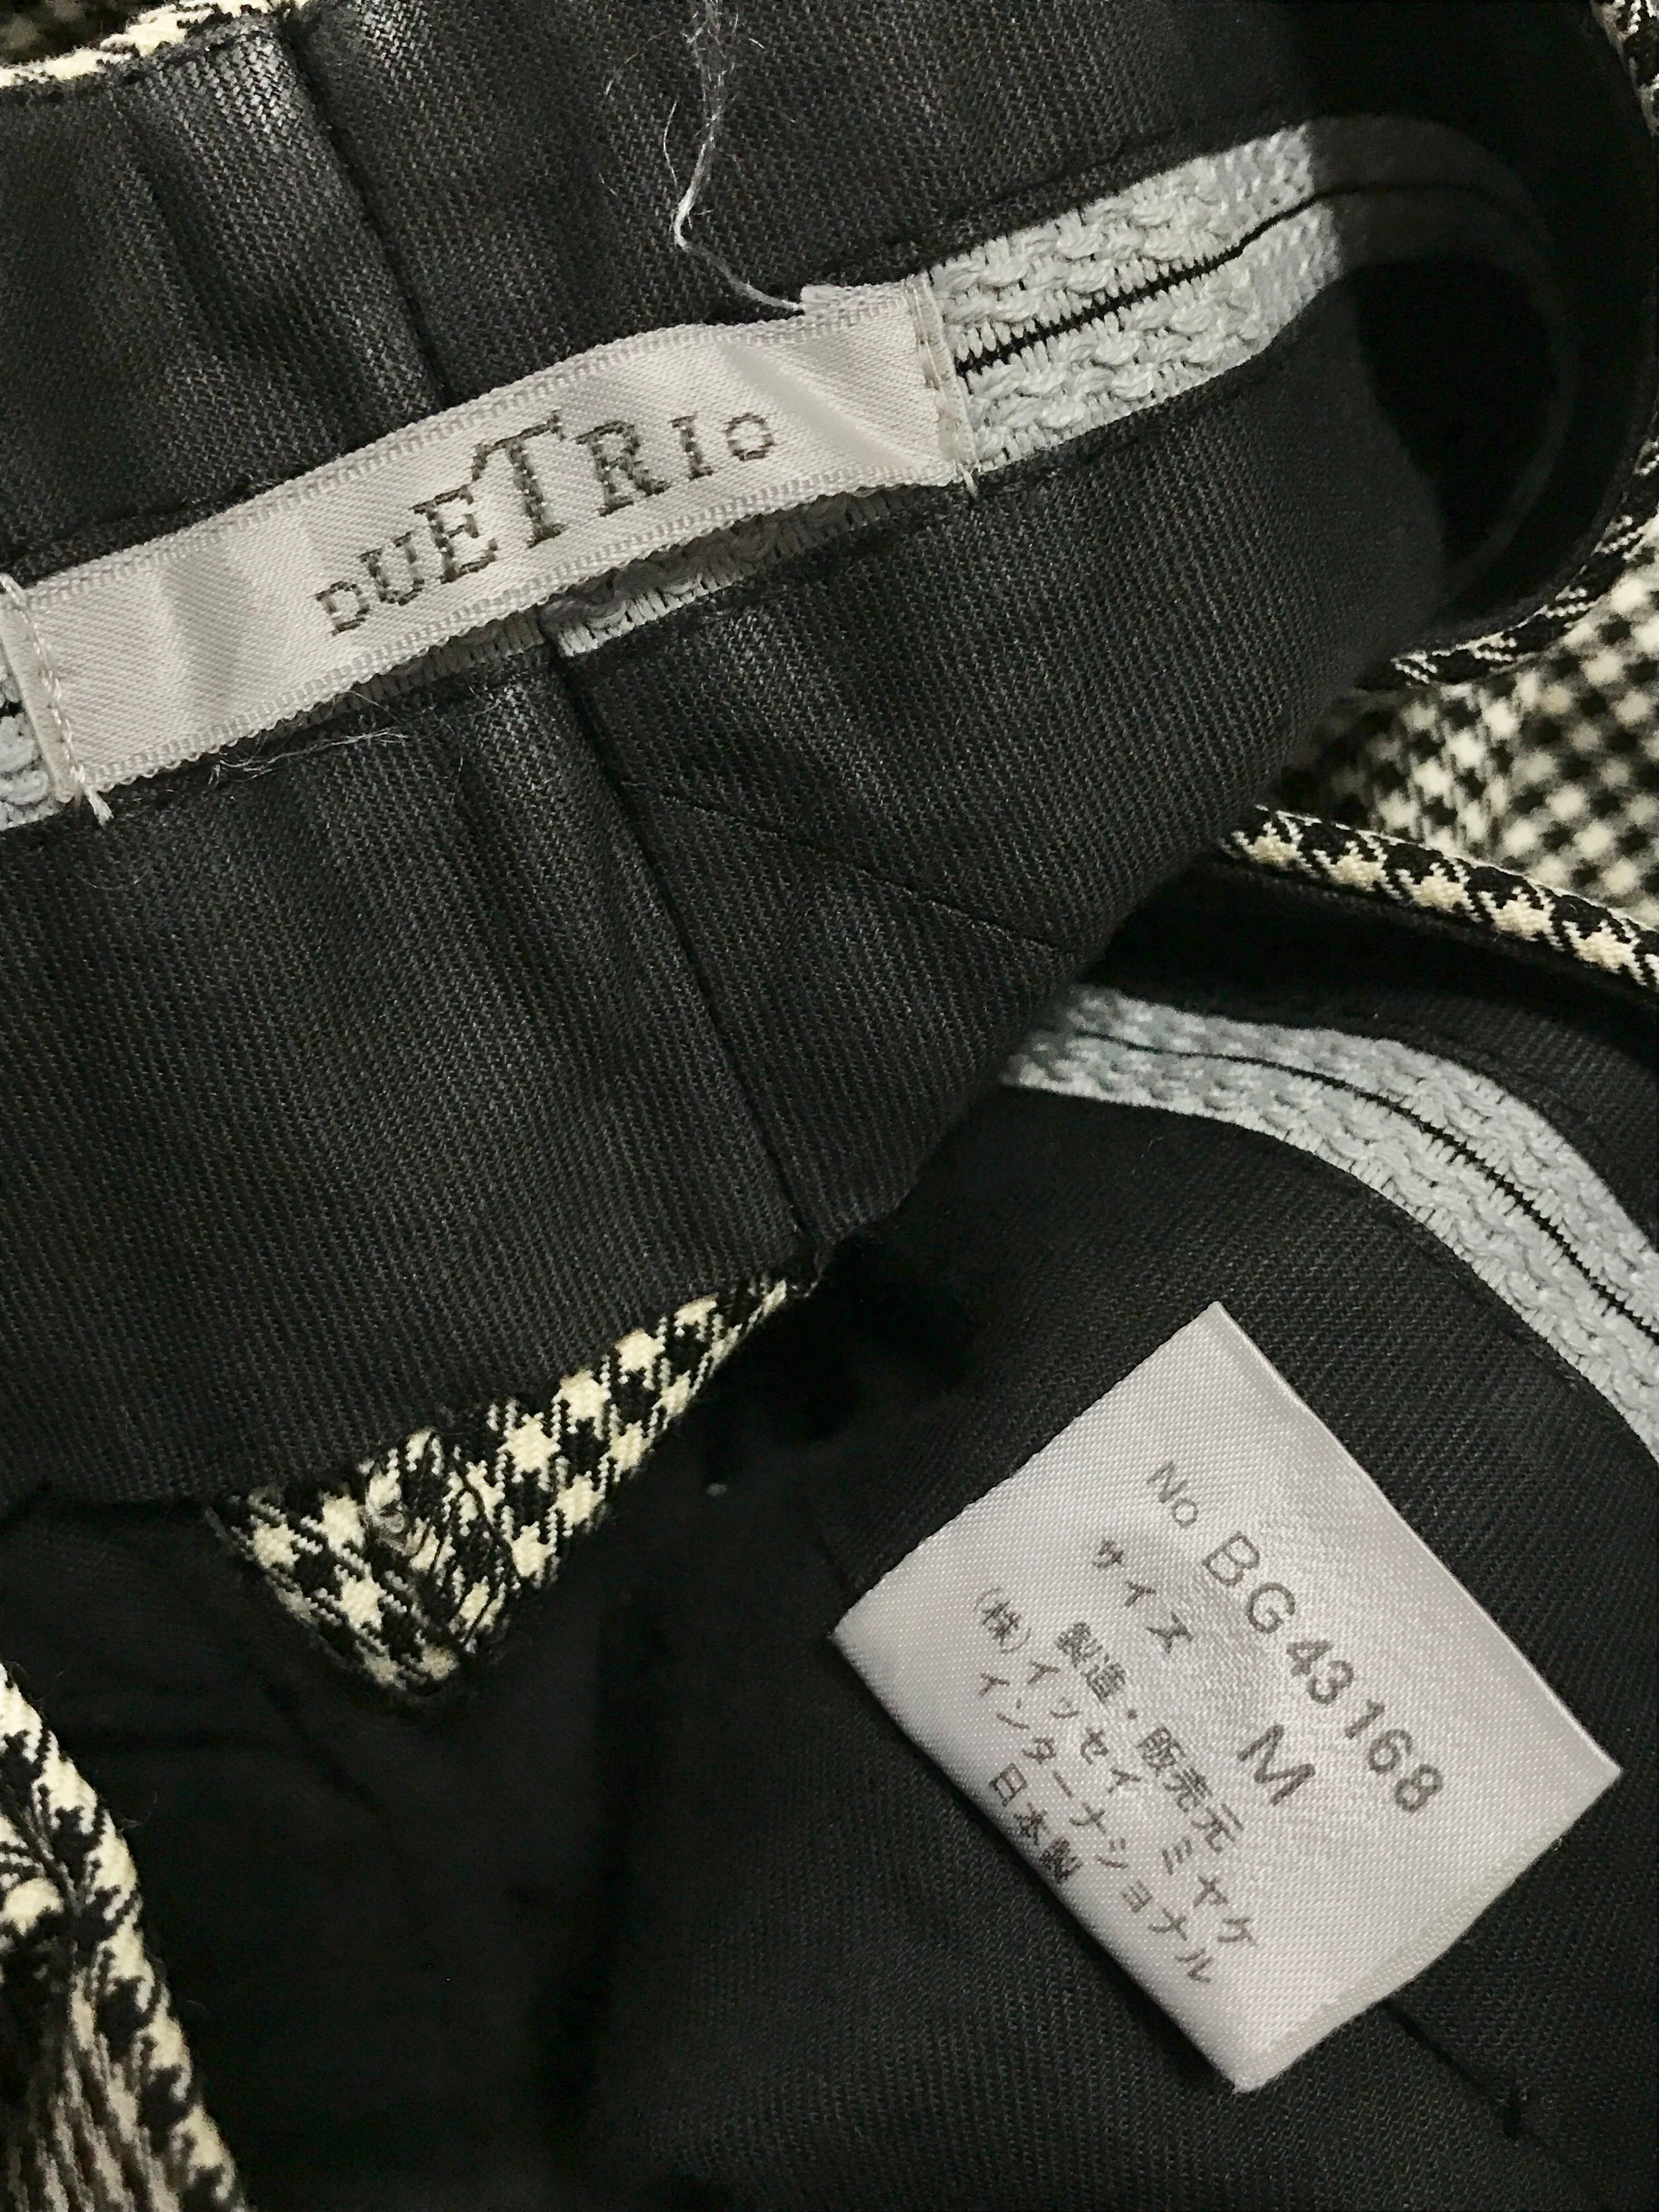 DUETRIO
No BG43168
サイズ M
製造・販売元
(株)イッセイ ミヤケ
インターナショナル
日本製